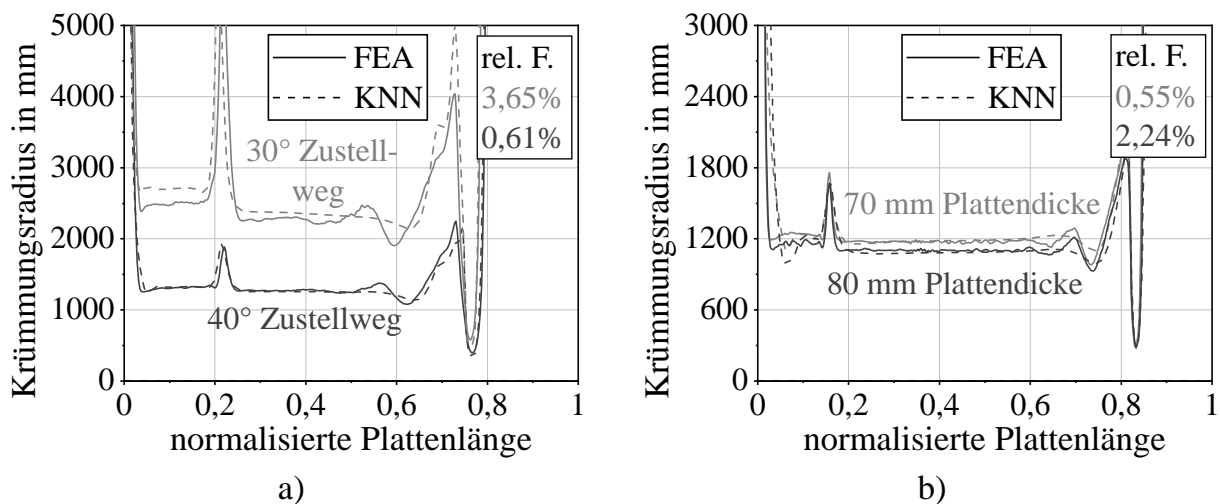 Krümmungsradius in mm
5000
4000
3000
2000
1000
0
0
0,2
0,4
0,6
0,8
1
normalisierte Plattenlänge
FEA
KNN
rel. F.
3,65%
0,61%
30° Zustell-
weg
40° Zustellweg
a)
Krümmungsradius in mm
3000
2400
1800
1200
600
0
0
0,2
0,4
0,6
0,8
1
normalisierte Plattenlänge
FEA
KNN
rel. F.
0,55%
2,24%
70 mm Plattendicke
80 mm Plattendicke
b)